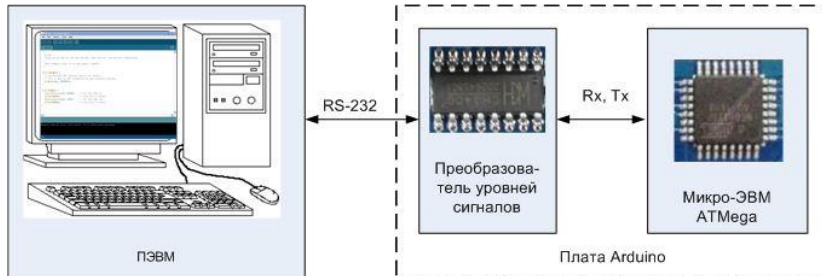 RS-232
Rx, Tx
Преобразова-
тель уровней
сигналов
Микро-ЭВМ
ATMega
ПЭВМ
Плата Arduino